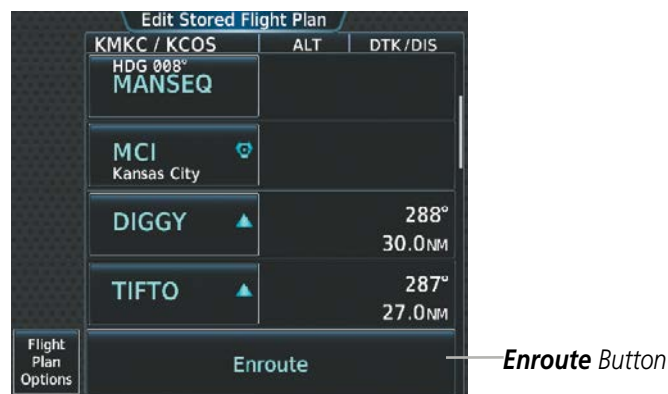 Edit Stored Flight Plan
KMKC / KCOS ALT DTK/DIS
HDG 008°
MANSEQ
MCI
Kansas City
DIGGY 288°
30.0NM
TIFTO 287°
27.0NM
Flight
Plan
Options
Enroute
Enroute Button